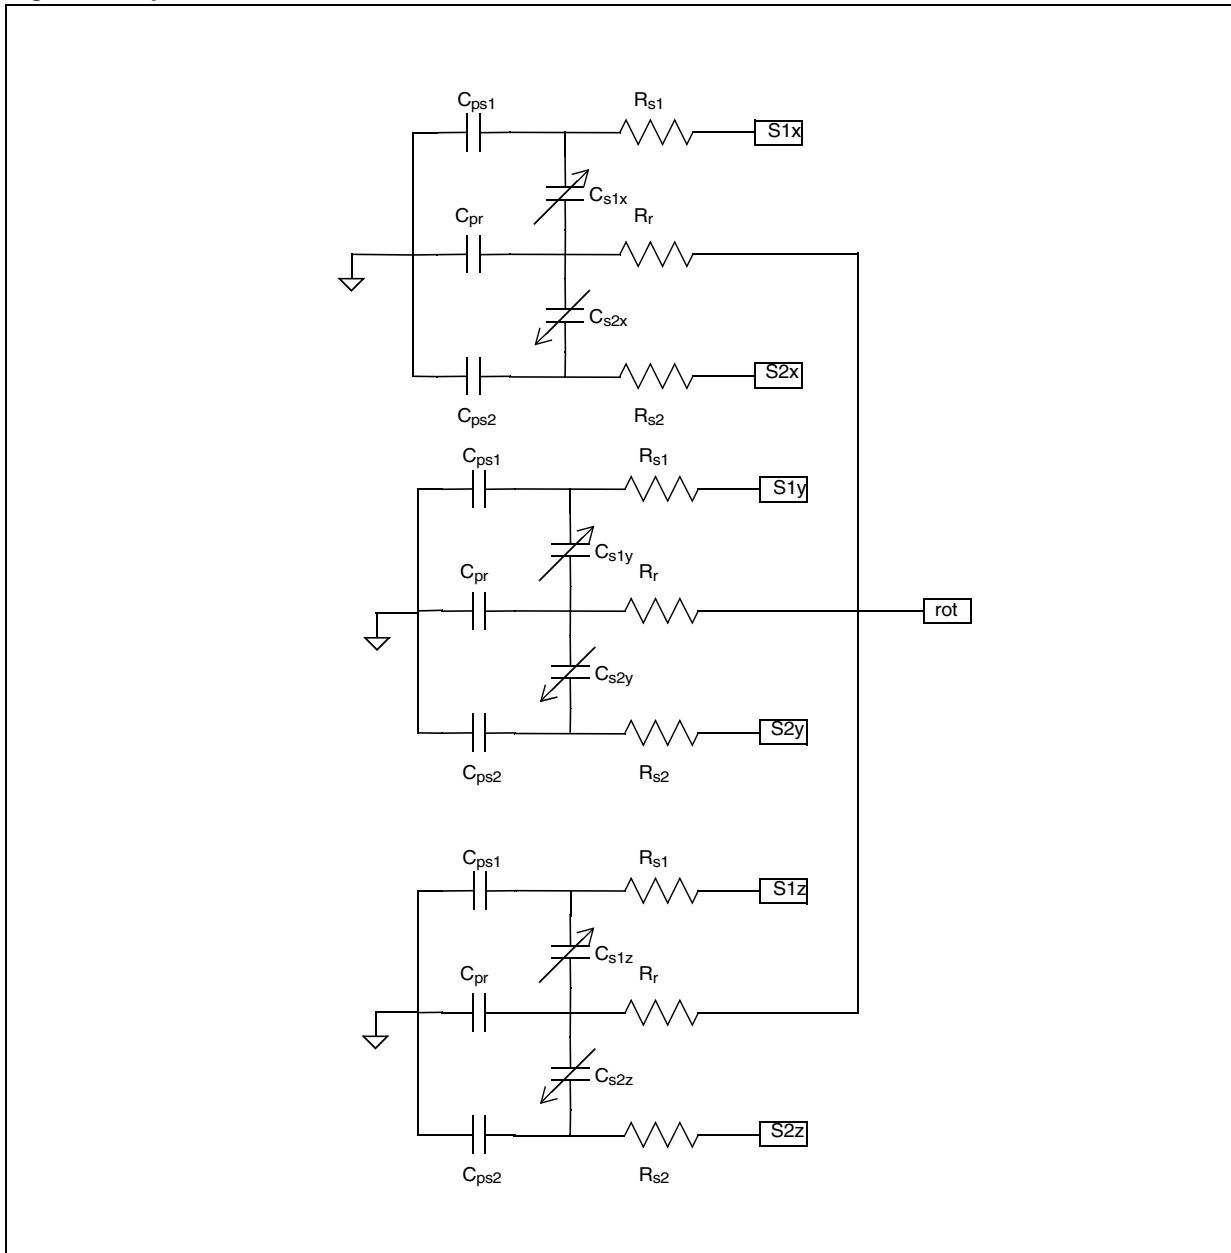 Cps1 Rs1 S1x
Cs1x
Cpr Rr
Cs2x
S2x
Cps2 Rs2
Cps1 Rs1 S1y
Cs1y
Cpr Rr
rot
Cs2y
S2y
Cps2 Rs2
Cps1 Rs1 S1z
Cs1z
Cpr Rr
Cs2z
S2z
Cps2 Rs2